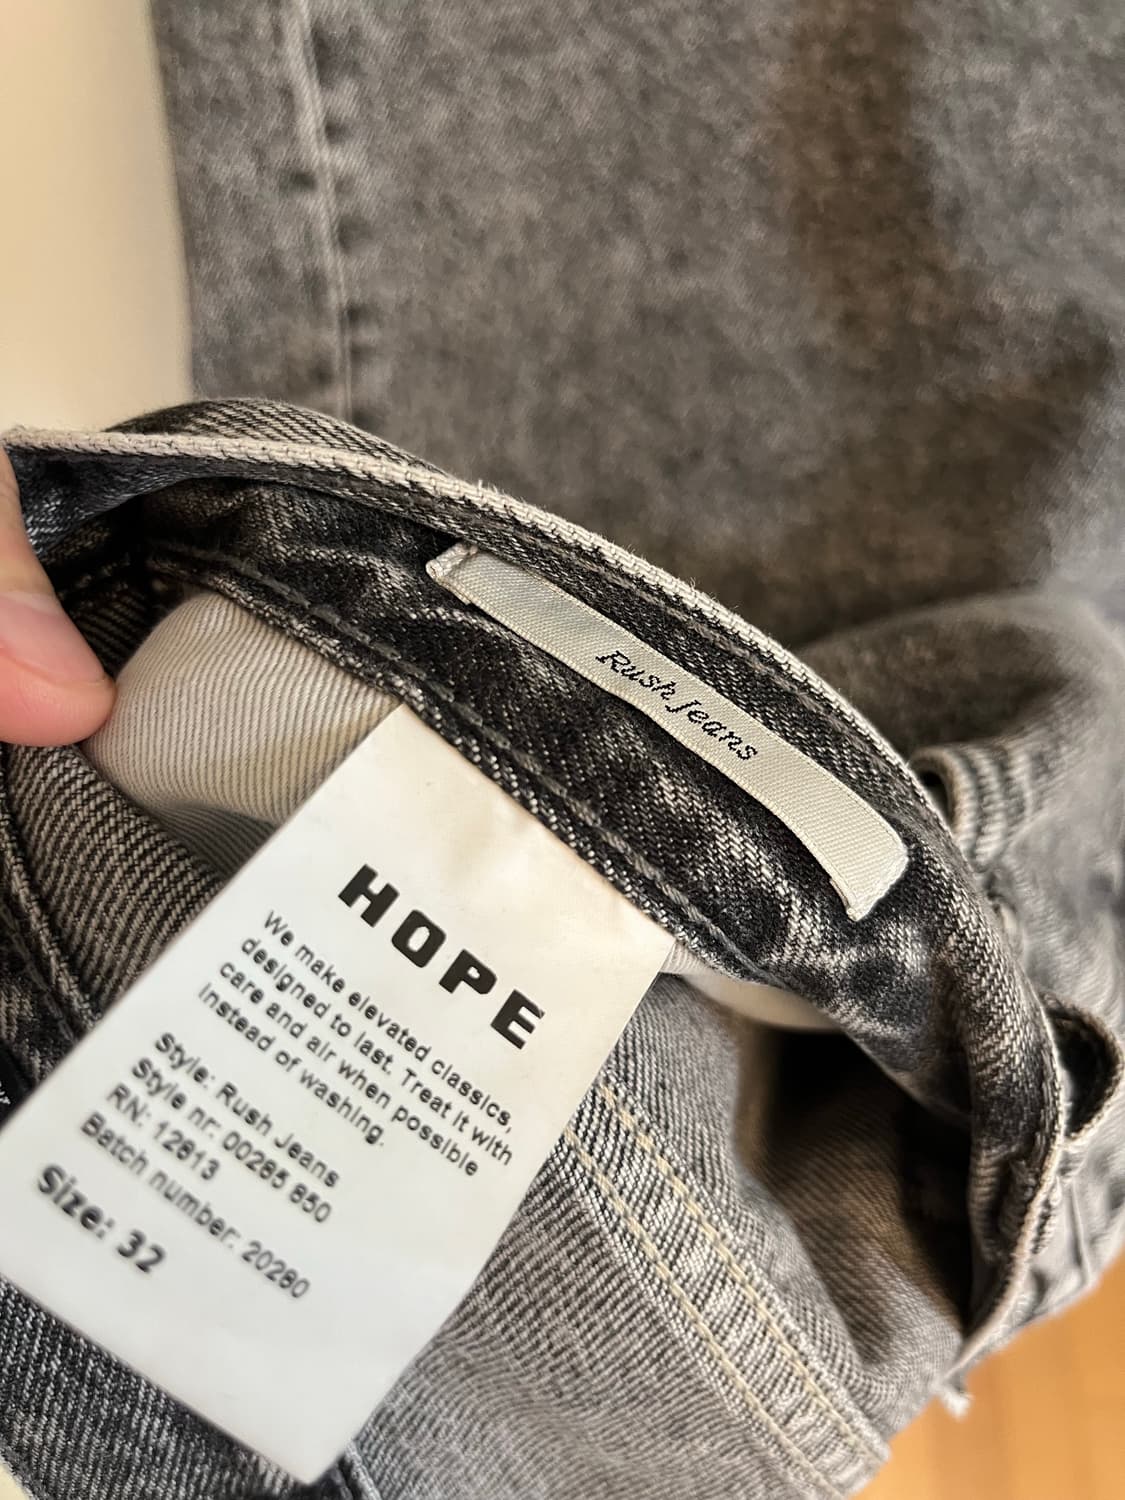 Rush Jeans
HOPE
We make elevated classics,
designed to last. Treat it with
care and air when possible
instead of washing.
Style: Rush Jeans
Style nr: 00285 850
RN: 12813
Batch number: 20280
Size: 32